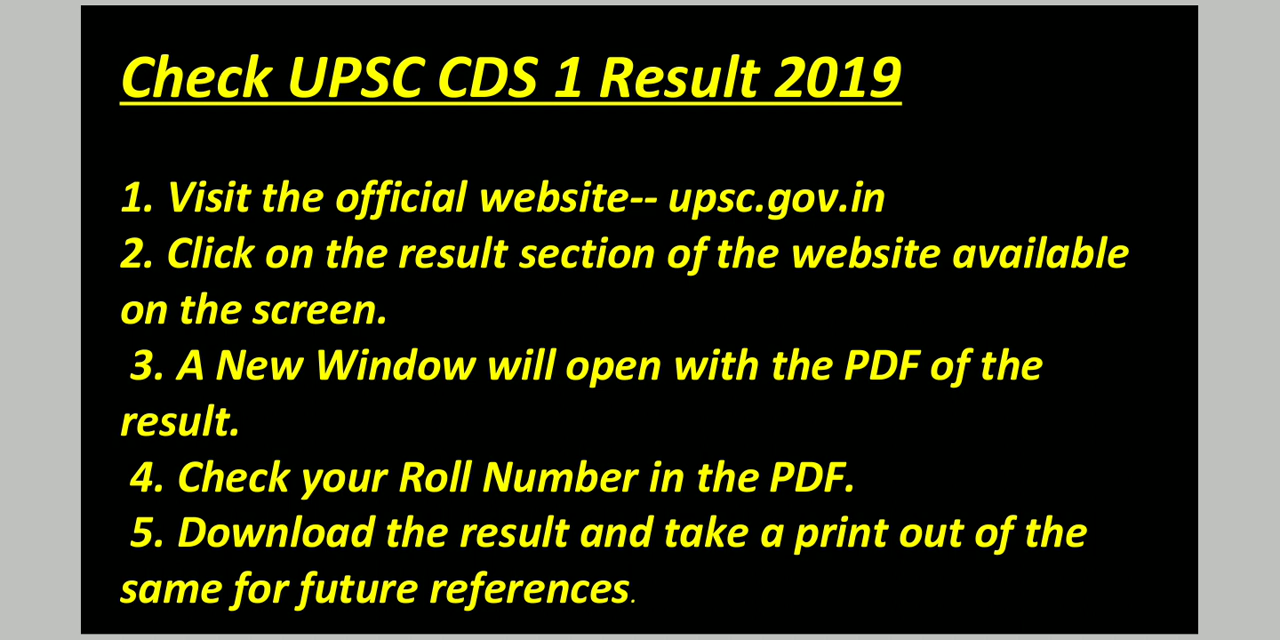 Check UPSC CDS 1 Result 2019
1. Visit the official website-- upsc.gov.in
2. Click on the result section of the website available
on the screen.
3. A New Window will open with the PDF of the
result.
4. Check your Roll Number in the PDF.
5. Download the result and take a print out of the
same for future references.